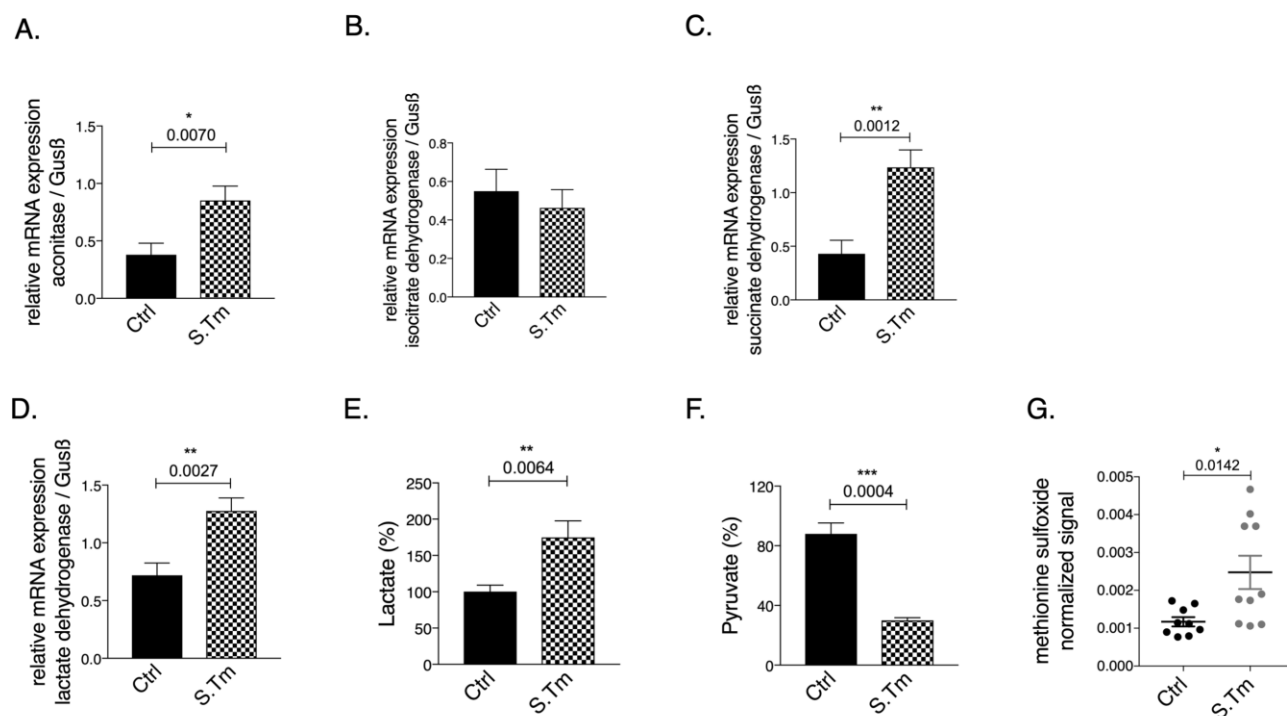 A.
relative mRNA expression
aconitase / Gusß
*
0.0070
1.5
1.0
0.5
0.0
Ctrl
S.Tm
B.
relative mRNA expression
isocitrate dehydrogenase / Gusß
0.8
0.6
0.4
0.2
0.0
Ctrl
S.Tm
C.
relative mRNA expression
succinate dehydrogenase / Gusß
**
0.0012
1.5
1.0
0.5
0.0
Ctrl
S.Tm
D.
relative mRNA expression
lactate dehydrogenase / Gusß
**
0.0027
1.5
1.0
0.5
0.0
Ctrl
S.Tm
E.
Lactate (%)
**
0.0064
200
175
150
125
100
50
0
Ctrl
S.Tm
F.
Pyruvate (%)
***
0.0004
120
80
40
0
Ctrl
S.Tm
G.
methionine sulfoxide
normalized signal
*
0.0142
0.005
0.004
0.003
0.002
0.001
0.000
Ctrl
S.Tm